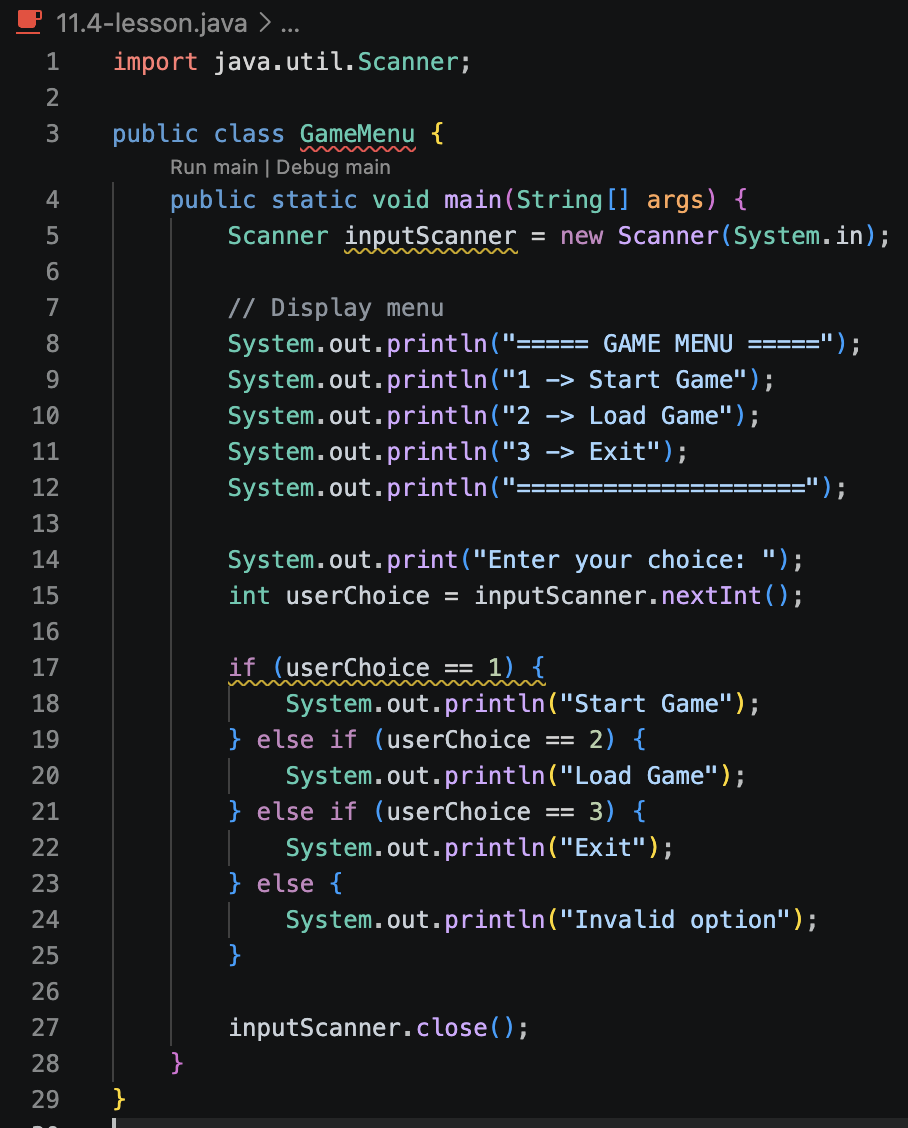 11.4-lesson.java > ...
1 import java.util.Scanner;
2
3 public class GameMenu {
Run main | Debug main
4 public static void main(String[] args) {
5 Scanner inputScanner = new Scanner(System.in);
6
7 // Display menu
8 System.out.println("===== GAME MENU =====");
9 System.out.println("1 -> Start Game");
10 System.out.println("2 -> Load Game");
11 System.out.println("3 -> Exit");
12 System.out.println("====================");
13
14 System.out.print("Enter your choice: ");
15 int userChoice = inputScanner.nextInt();
16
17 if (userChoice == 1) {
18 System.out.println("Start Game");
19 } else if (userChoice == 2) {
20 System.out.println("Load Game");
21 } else if (userChoice == 3) {
22 System.out.println("Exit");
23 } else {
24 System.out.println("Invalid option");
25 }
26
27 inputScanner.close();
28 }
29 }